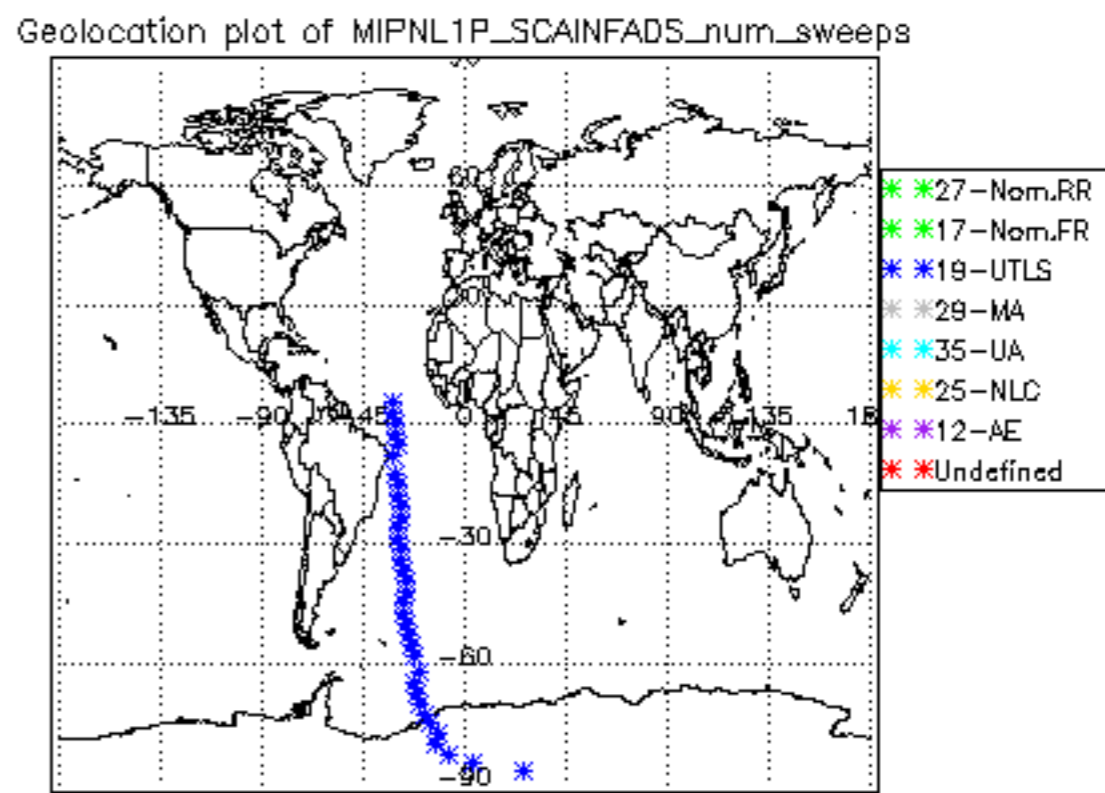 Geolocation plot of MIPNL1P_SCAINFADS_num_sweeps
60
27-Nom.RR
17-Nom.FR
19-UTLS
29-MA
35-UA
25-NLC
12-AE
Undefined
-135 -90 -45 0 45 90 135
-30
-60
-90